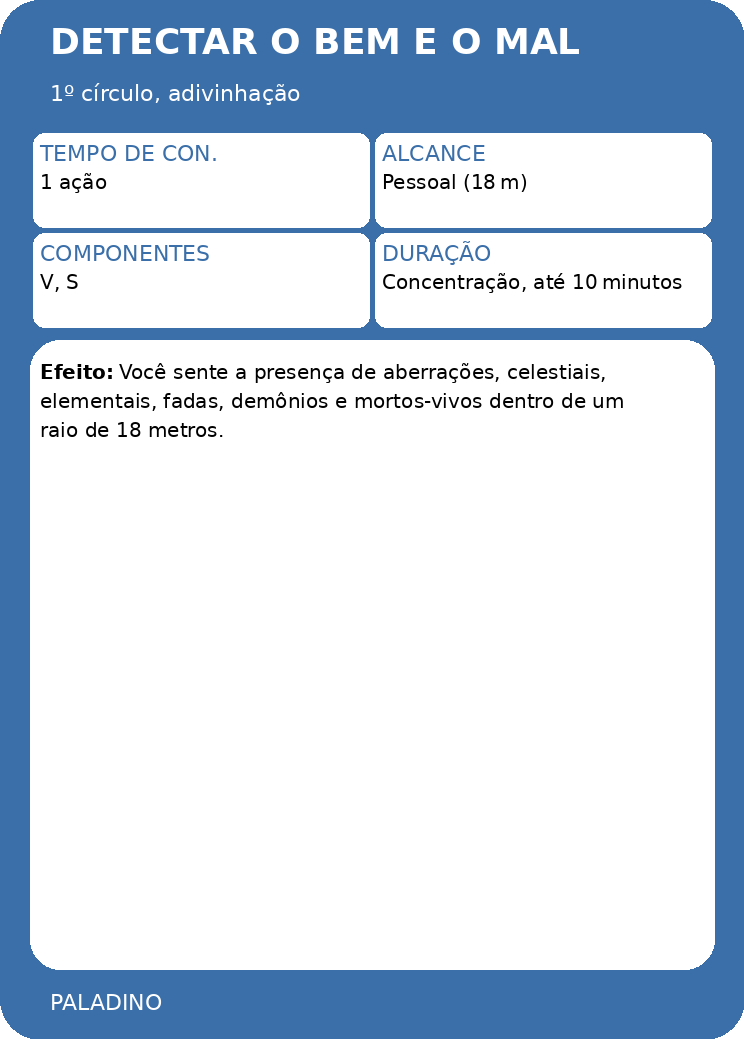 DETECTAR O BEM E O MAL
1º círculo, adivinhação
TEMPO DE CON.
1 ação
ALCANCE
Pessoal (18 m)
COMPONENTES
V, S
DURAÇÃO
Concentração, até 10 minutos
Efeito: Você sente a presença de aberrações, celestiais,
elementais, fadas, demônios e mortos-vivos dentro de um
raio de 18 metros.
PALADINO